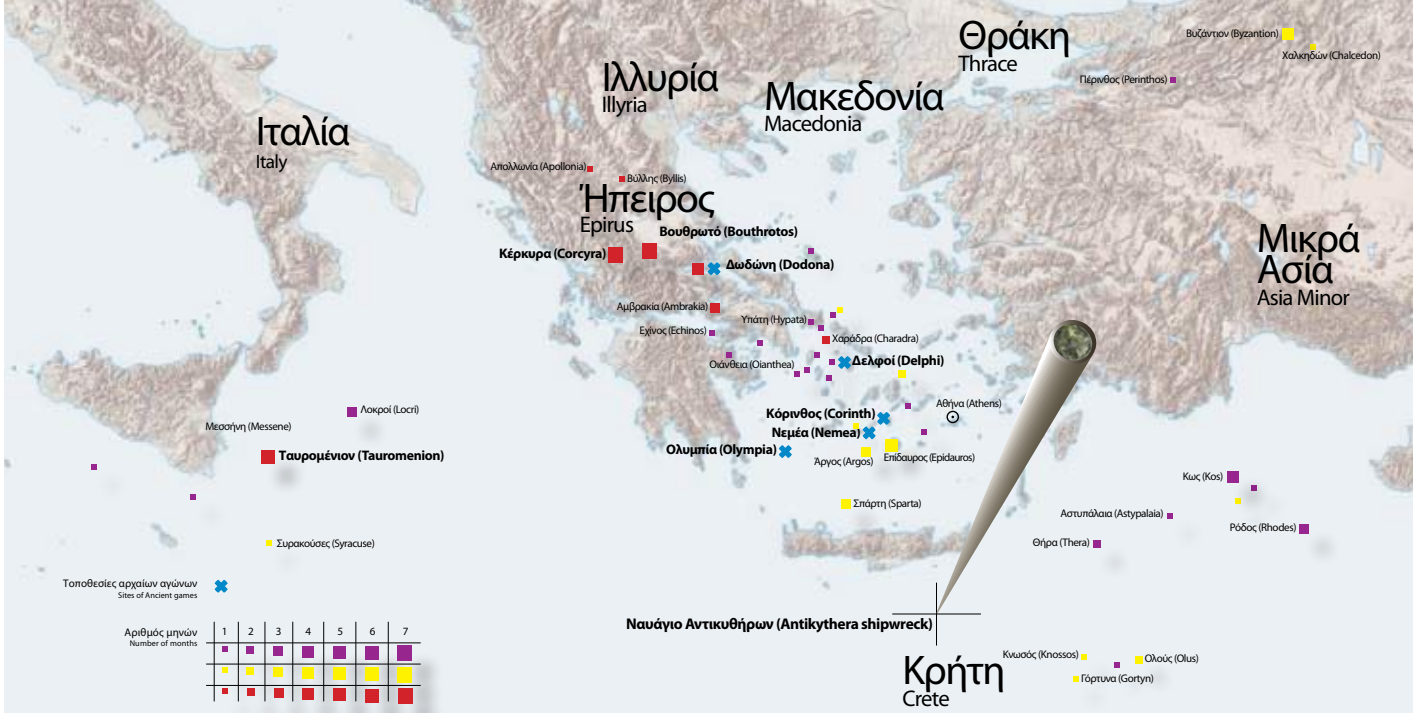 Θράκη
Thrace
Βυζάντιον (Byzantion)
Χαλκηδών (Chalcedon)
Πέρινθος (Perinthos)
Ιλλυρία
Illyria
Μακεδονία
Macedonia
Ιταλία
Italy
Απολλωνία (Apollonia)
Βύλλης (Byllis)
Ήπειρος
Epirus
Βουθρωτό (Bouthrotos)
Κέρκυρα (Corcyra)
Δωδώνη (Dodona)
Μικρά
Ασία
Asia Minor
Αμβρακία (Ambrakia)
Υπάτη (Hypata)
Εχίνος (Echinos)
Χαράδρα (Charadra)
Οιάνθεια (Oianthea)
Δελφοί (Delphi)
Λοκροί (Locri)
Μεσσήνη (Messene)
Ταυρομένιον (Tauromenion)
Κόρινθος (Corinth)
Αθήνα (Athens)
Νεμέα (Nemea)
Ολυμπία (Olympia)
Άργος (Argos)
Επίδαυρος (Epidauros)
Σπάρτη (Sparta)
Κως (Kos)
Αστυπάλαια (Astypalaia)
Ρόδος (Rhodes)
Θήρα (Thera)
Συρακούσες (Syracuse)
Τοποθεσίες αρχαίων αγώνων
Sites of Ancient games
Αριθμός μηνών
Number of months
1 2 3 4 5 6 7
Ναυάγιο Αντικυθήρων (Antikythera shipwreck)
Κρήτη
Crete
Κνωσός (Knossos)
Ολούς (Olus)
Γόρτυνα (Gortyn)